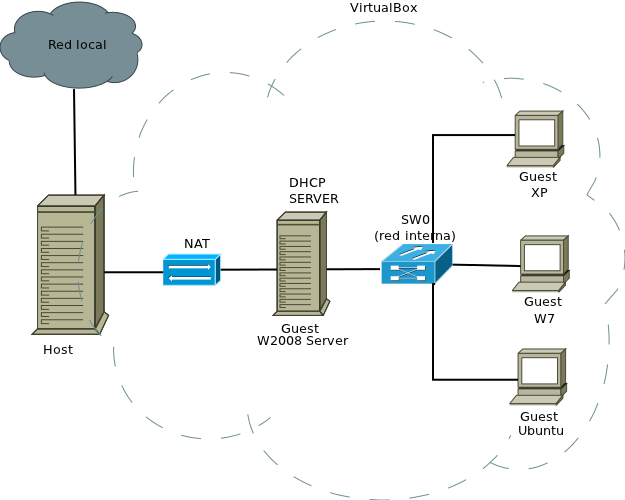 VirtualBox
Red local
DHCP
SERVER
Guest
XP
SW0
(red interna)
NAT
Guest
W7
Guest
W2008 Server
Host
Guest
Ubuntu